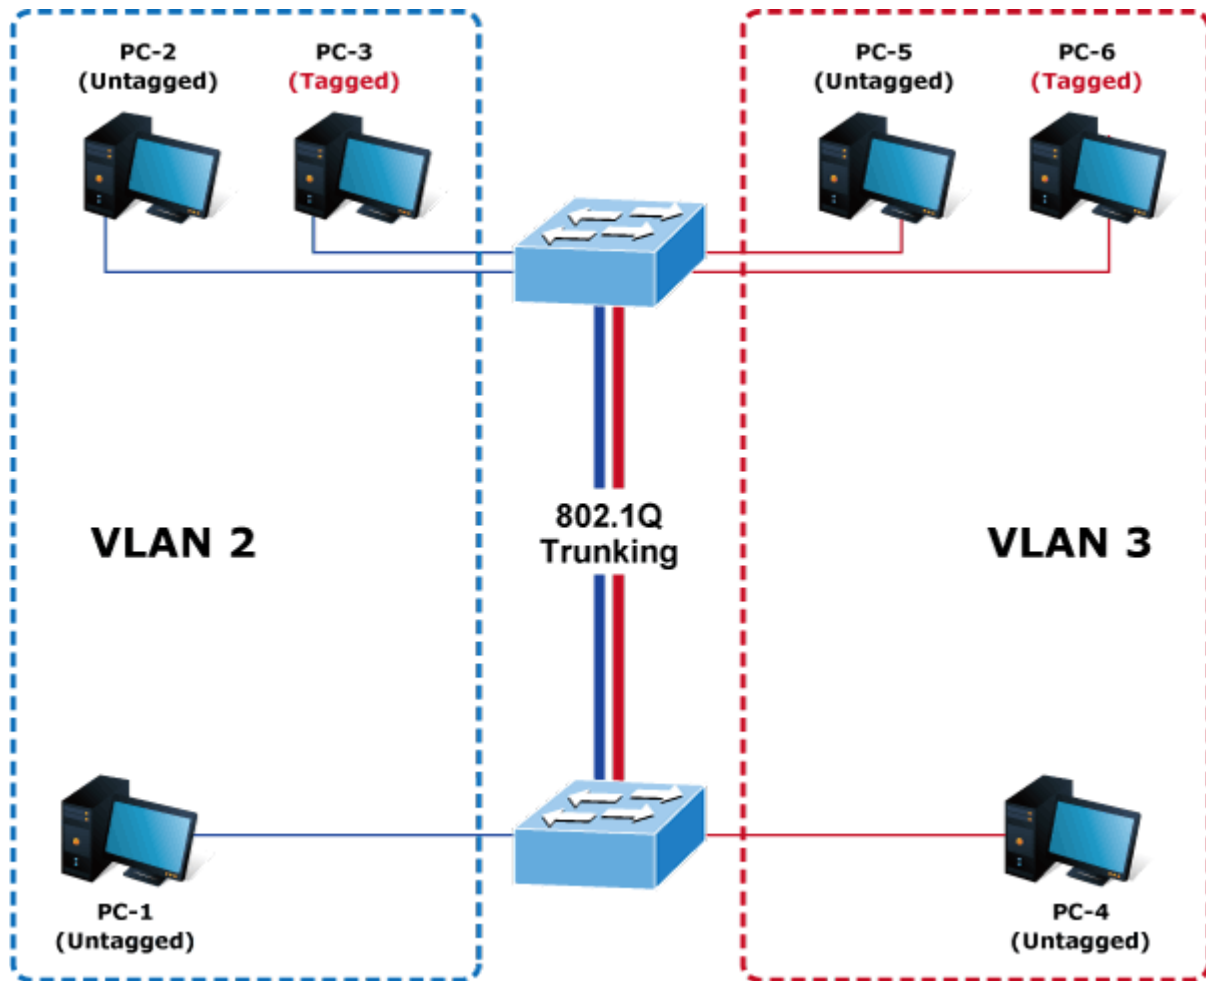 PC-2
(Untagged)
PC-3
(Tagged)
PC-5
(Untagged)
PC-6
(Tagged)
VLAN 2
802.1Q
Trunking
VLAN 3
PC-1
(Untagged)
PC-4
(Untagged)